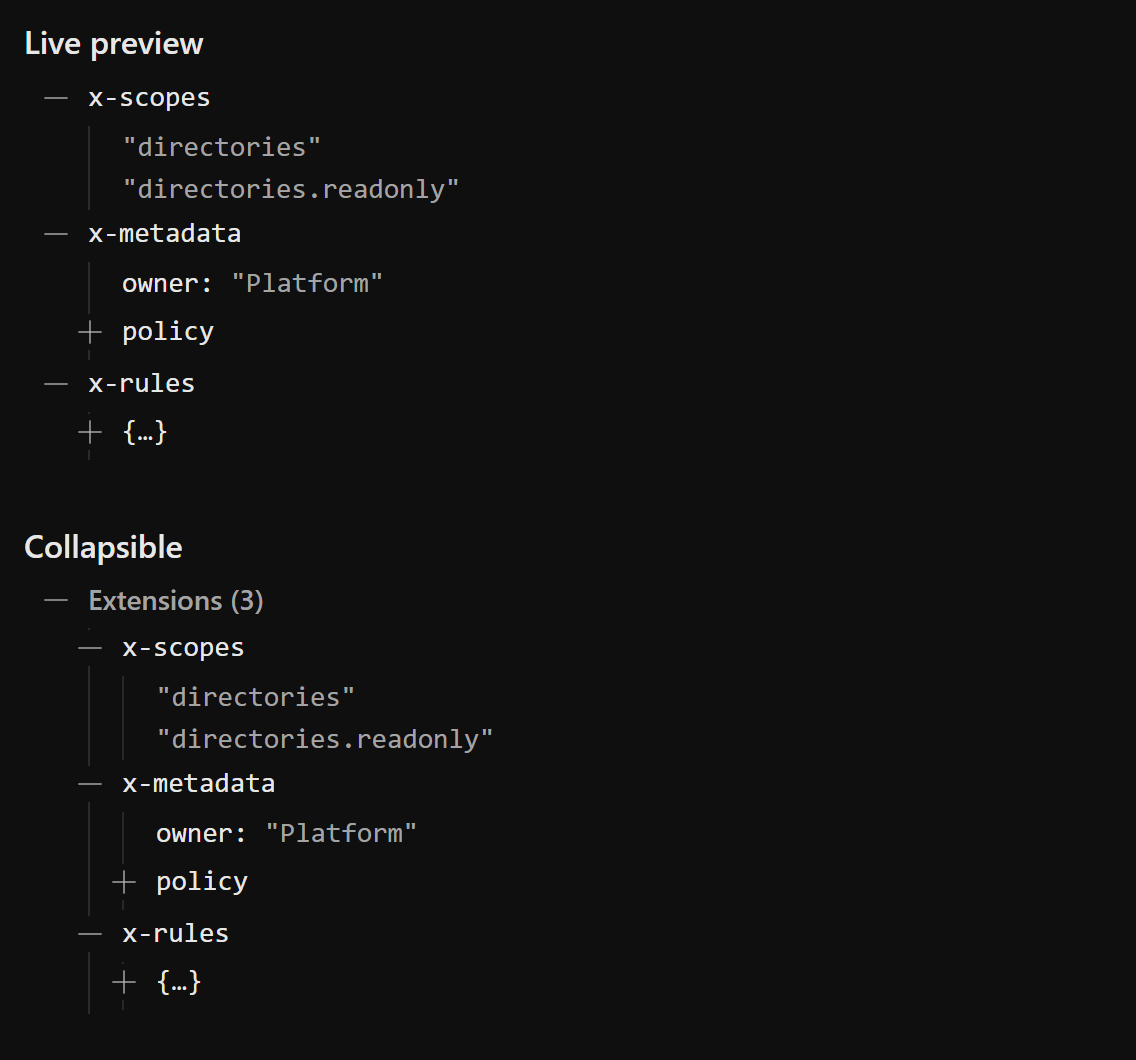 Live preview
x-scopes
"directories"
"directories.readonly"
x-metadata
owner: "Platform"
policy
x-rules
{…}
Collapsible
Extensions (3)
x-scopes
"directories"
"directories.readonly"
x-metadata
owner: "Platform"
policy
x-rules
{…}